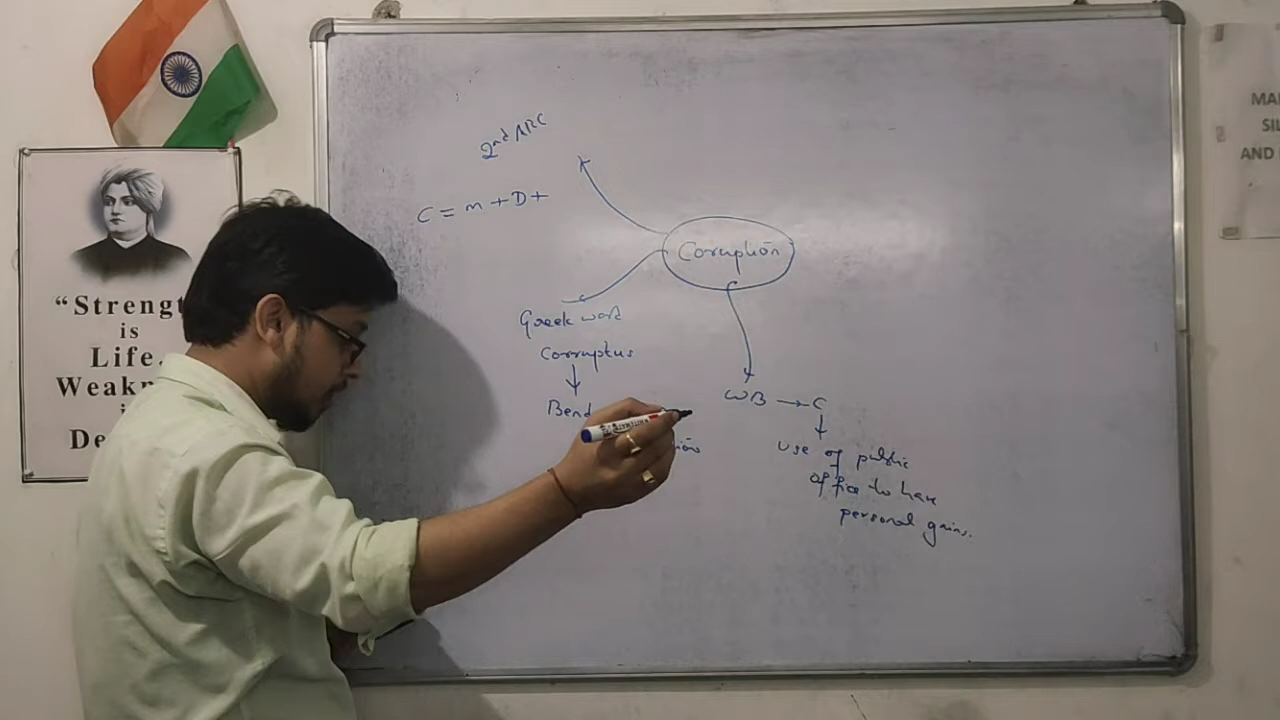 "Strengt
is
Life,
Weakn
i
De
2nd ARC
C = m + D +
Corruption
Greek word
Corruptus
Bend
WB → C
use of public
office to have
personal gains.
MAI
SIL
AND